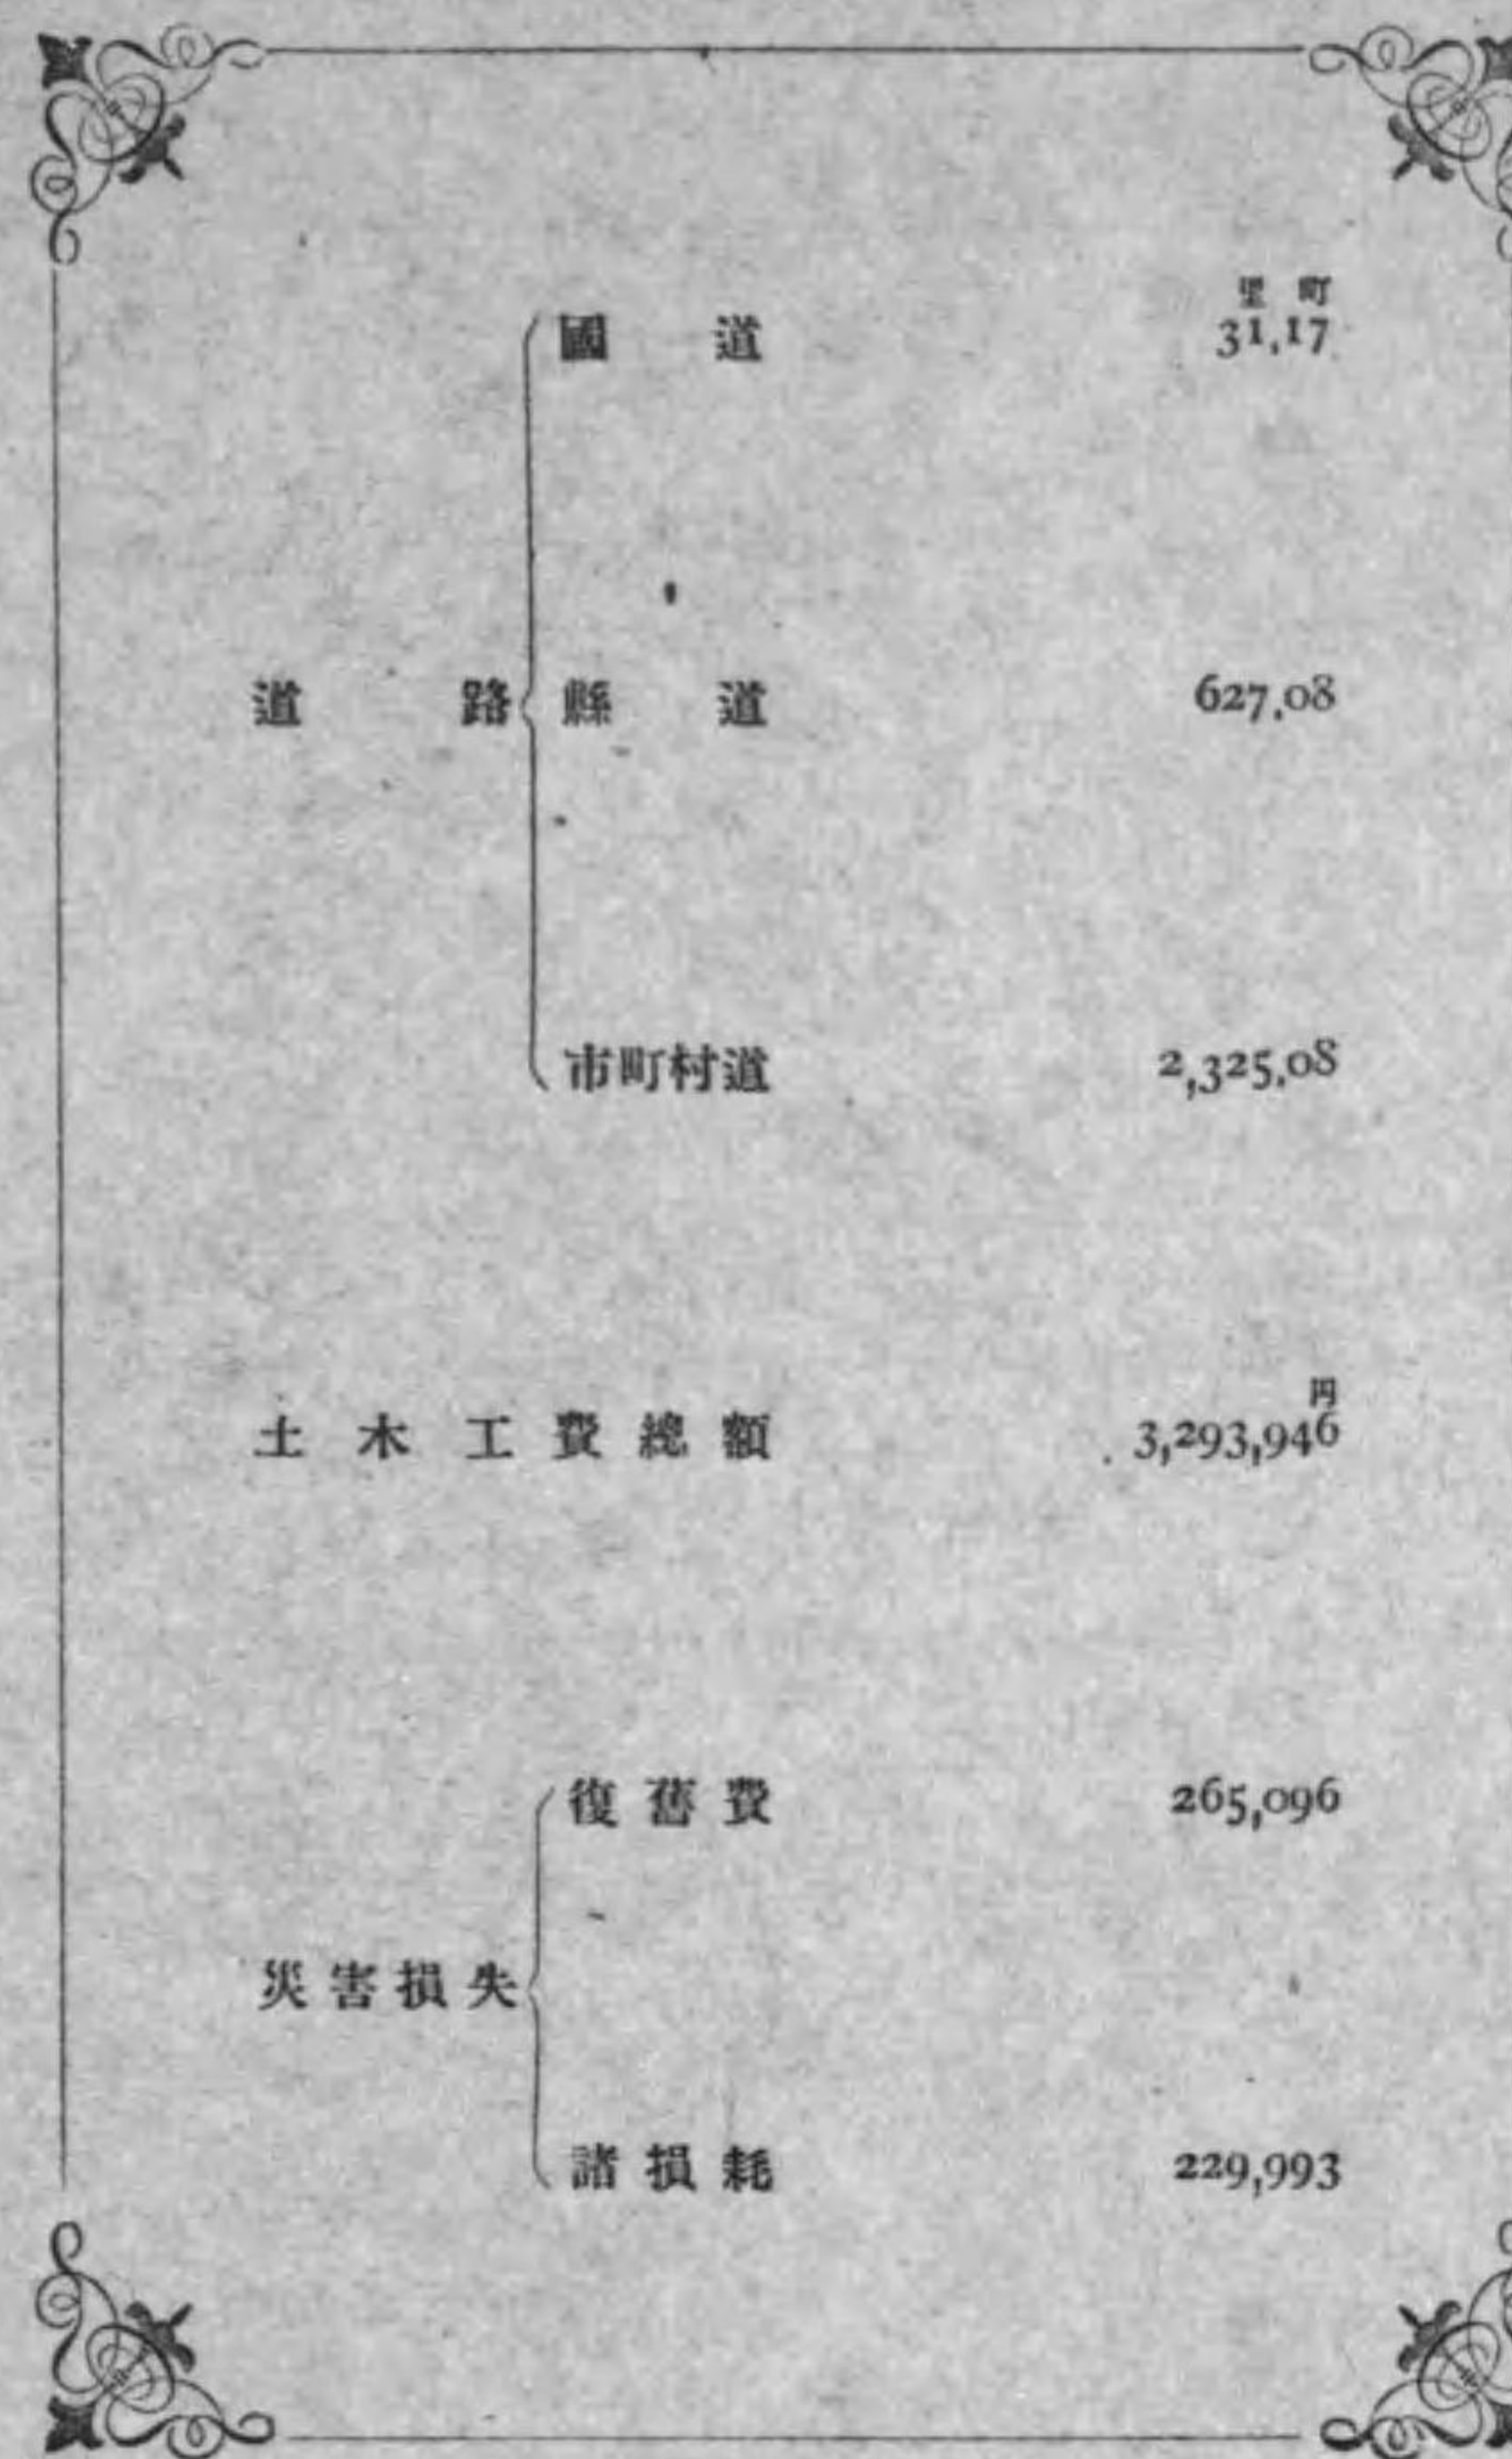 里 町
國道 31.17
道路 縣道 627.08
市町村道 2,325.08
円
土木工費總額 3,293,946
復舊費 265,096
災害損失
諸損耗 229,993